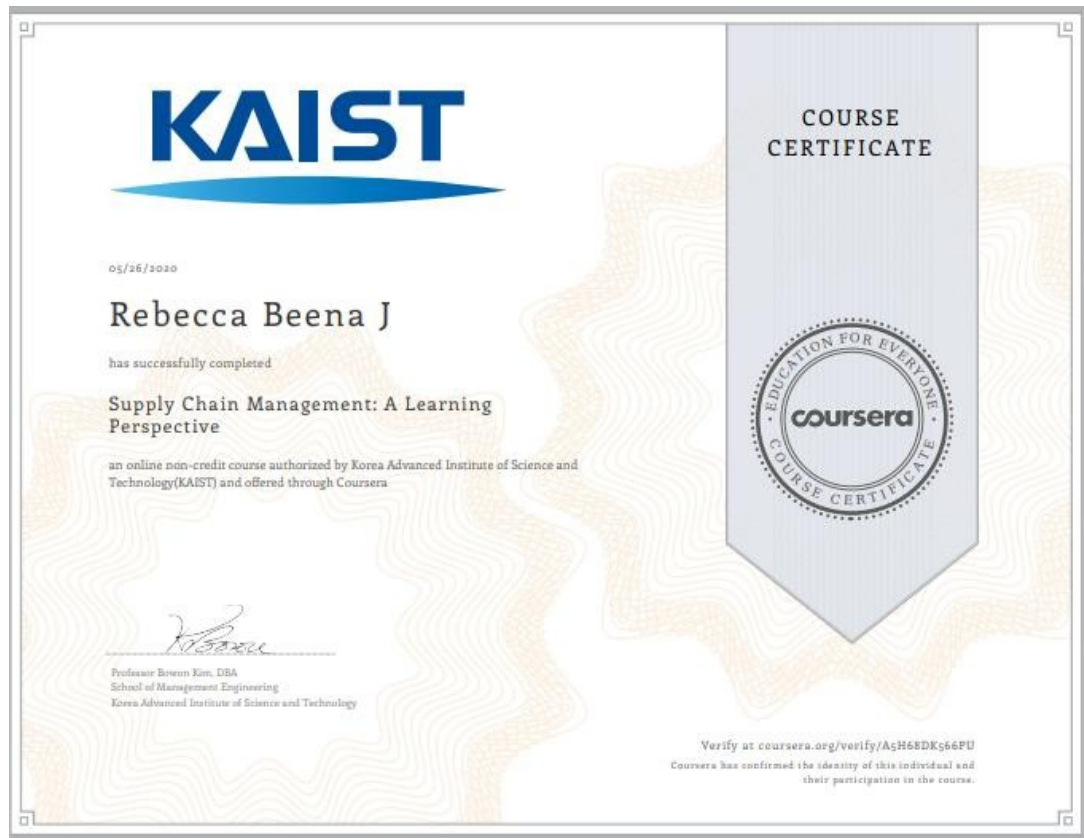 KAIST
COURSE
CERTIFICATE
05/26/2020
Rebecca Beena J
has successfully completed
Supply Chain Management: A Learning
Perspective
an online non-credit course authorized by Korea Advanced Institute of Science and
Technology(KAIST) and offered through Coursera
EDUCATION FOR EVERYONE
coursera
COURSE CERTIFICATE
Professor Bowon Kim, DBA
School of Management Engineering
Korea Advanced Institute of Science and Technology
Verify at coursera.org/verify/A5H68DK566PU
Coursera has confirmed the identity of this individual and
their participation in the course.